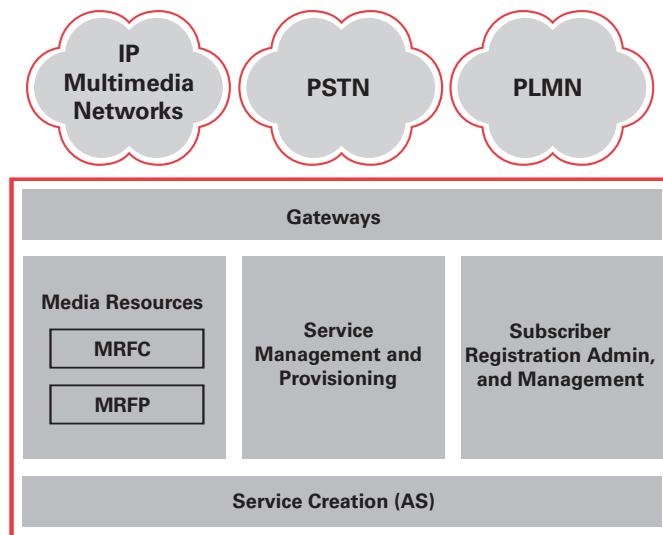 IP
Multimedia
Networks
PSTN
PLMN
Gateways
Media Resources
MRFC
MRFP
Service
Management and
Provisioning
Subscriber
Registration Admin,
and Management
Service Creation (AS)